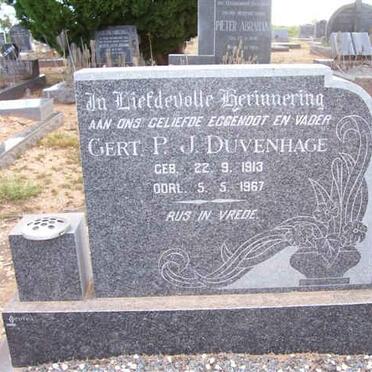 PIETER ABRAHAM
In Liefdevolle Herinnering
AAN ONS GELIEFDE EGGENOOT EN VADER
GERT. P. J. DUVENHAGE
GEB. 22. 9. 1913
OORL. 5. 5. 1967
RUS IN VREDE.